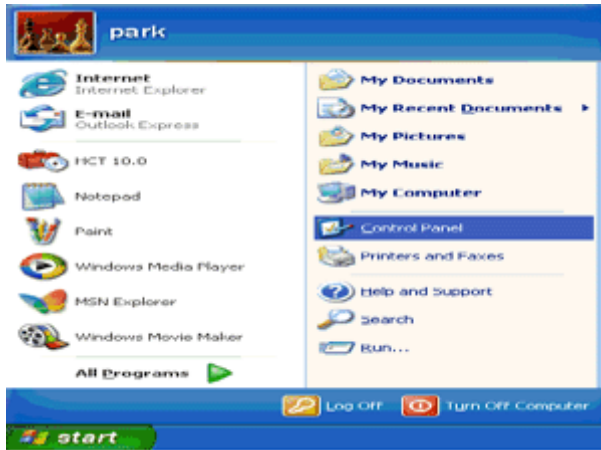 park
Internet
Internet Explorer
E-mail
Outlook Express
HCT 10.0
Notepad
Paint
Windows Media Player
MSN Explorer
Windows Movie Maker
All Programs
My Documents
My Recent Documents
My Pictures
My Music
My Computer
Control Panel
Printers and Faxes
Help and Support
Search
Run...
Log Off
Turn Off Computer
start